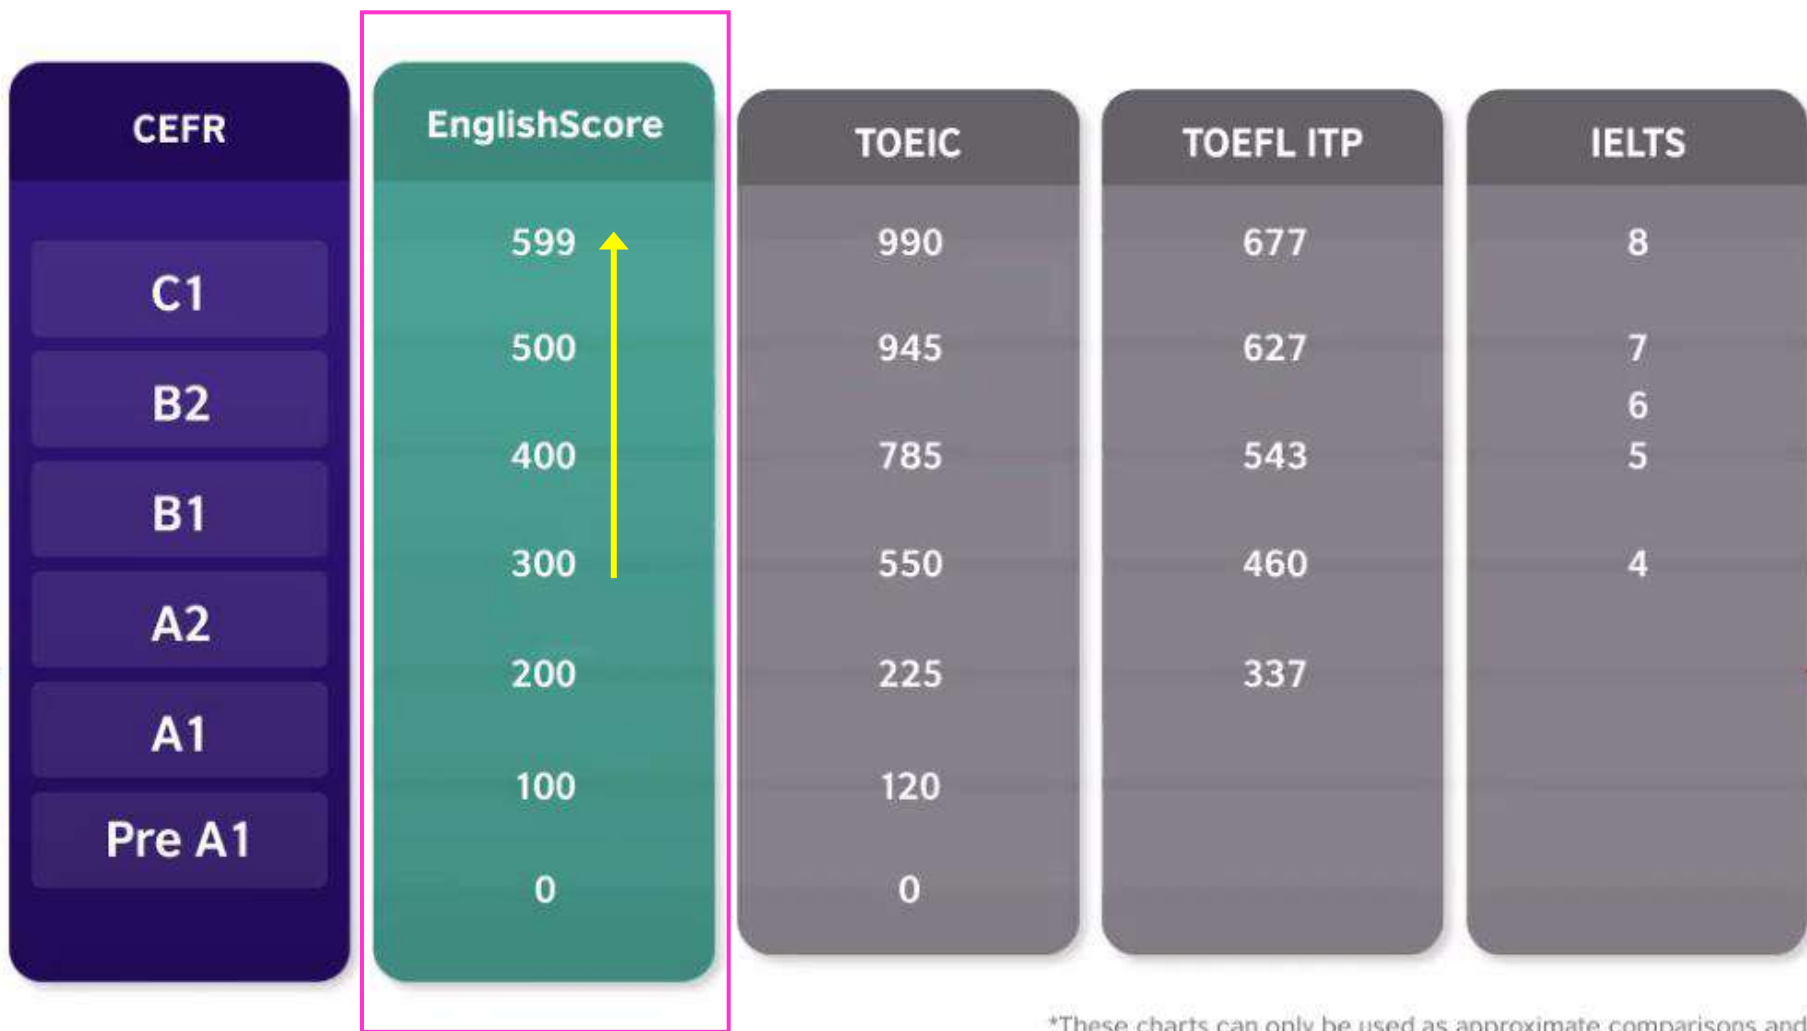 CEFR EnglishScore TOEIC TOEFL ITP IELTS
599 990 677 8
C1
500 945 627 7
B2 6
400 785 543 5
B1
300 550 460 4
A2
200 225 337
A1
100 120
Pre A1
0 0
*These charts can only be used as approximate comparisons and